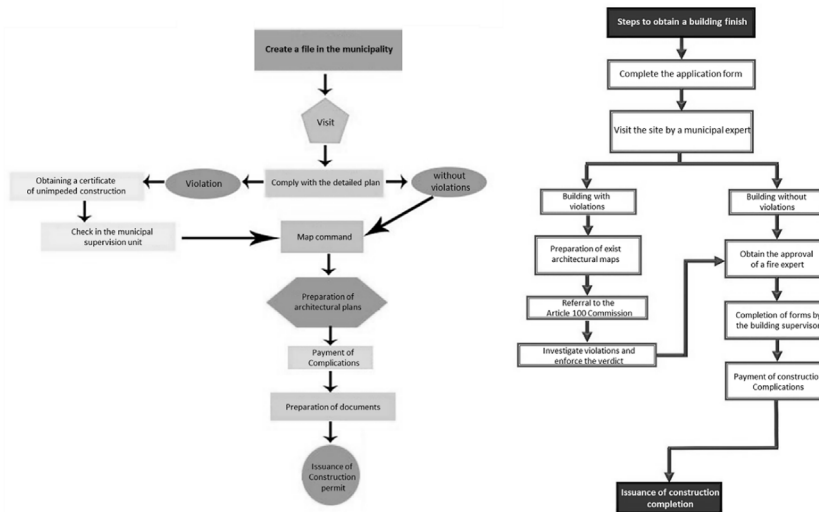 Create a file in the municipality
Visit
Comply with the detailed plan
Violation
without
violations
Obtaining a certificate
of unimpeded construction
Check in the municipal
supervision unit
Map command
Preparation of
architectural plans
Payment of
Complications
Preparation of documents
Issuance of
Construction
permit
Steps to obtain a building finish
Complete the application form
Visit the site by a municipal expert
Building with
violations
Building without
violations
Preparation of exist
architectural maps
Obtain the approval
of a fire expert
Referral to the
Article 100 Commission
Completion of forms by
the building supervisor
Investigate violations and
enforce the verdict
Payment of construction
Complications
Issuance of construction
completion